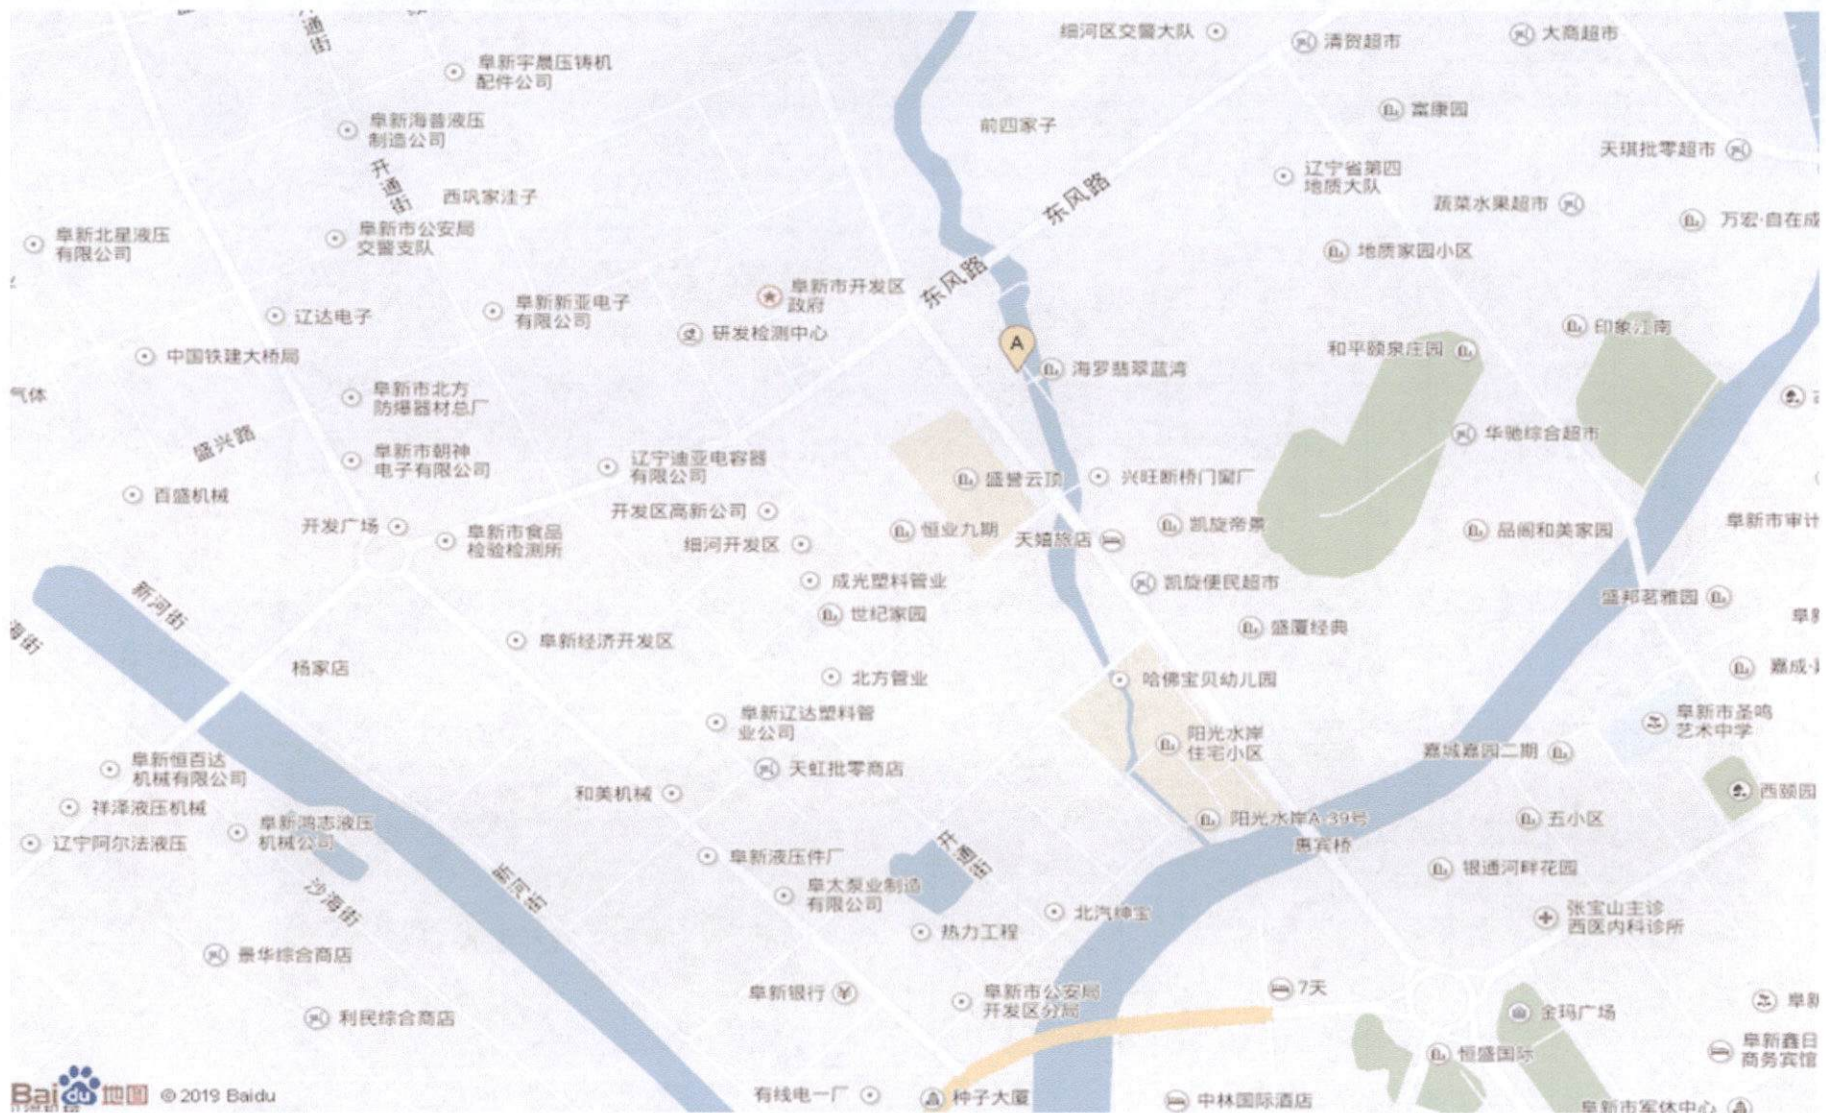 开通街
细河区交警大队
清贺超市
大商超市
阜新宇晨压铸机
配件公司
富康园
阜新海普液压
制造公司
前四家子
天琪批零超市
辽宁省第四
地质大队
开通街
西巩家洼子
东风路
蔬菜水果超市
万宏·自在成
阜新北星液压
有限公司
阜新市公安局
交警支队
地质家园小区
东风路
阜新市开发区
政府
辽达电子
阜新新亚电子
有限公司
研发检测中心
印象江南
A
和平颐泉庄园
中国铁建大桥局
海罗翡翠蓝湾
气体
阜新市北方
防爆器材总厂
盛兴路
华驰综合超市
阜新市朝神
电子有限公司
辽宁迪亚电容器
有限公司
盛誉云顶
兴旺断桥门窗厂
百盛机械
开发区高新公司
开发广场
阜新市食品
检验检测所
恒业九期
天嬉旅店
凯旋帝景
品阁和美家园
阜新市审计
细河开发区
成光塑料管业
凯旋便民超市
盛邦茗雅园
新河街
世纪家园
盛厦经典
海街
阜新经济开发区
杨家店
北方管业
哈佛宝贝幼儿园
嘉成·
阜新辽达塑料管
业公司
阜新市圣鸣
艺术中学
阳光水岸
住宅小区
嘉城嘉园二期
阜新恒百达
机械有限公司
天虹批零商店
和美机械
西颐园
祥泽液压机械
阳光水岸A-39号
五小区
阜新鸿志液压
机械公司
辽宁阿尔法液压
惠宾桥
开通街
阜新液压件厂
银通河畔花园
新河街
沙海街
阜太泵业制造
有限公司
北汽绅宝
张宝山主诊
西医内科诊所
热力工程
景华综合商店
阜新银行
阜新市公安局
开发区分局
7天
金玛广场
利民综合商店
恒盛国际
阜新鑫日
商务宾馆
Bai du 地图 © 2019 Baidu
有线电一厂
种子大厦
中林国际酒店
阜新市军休中心